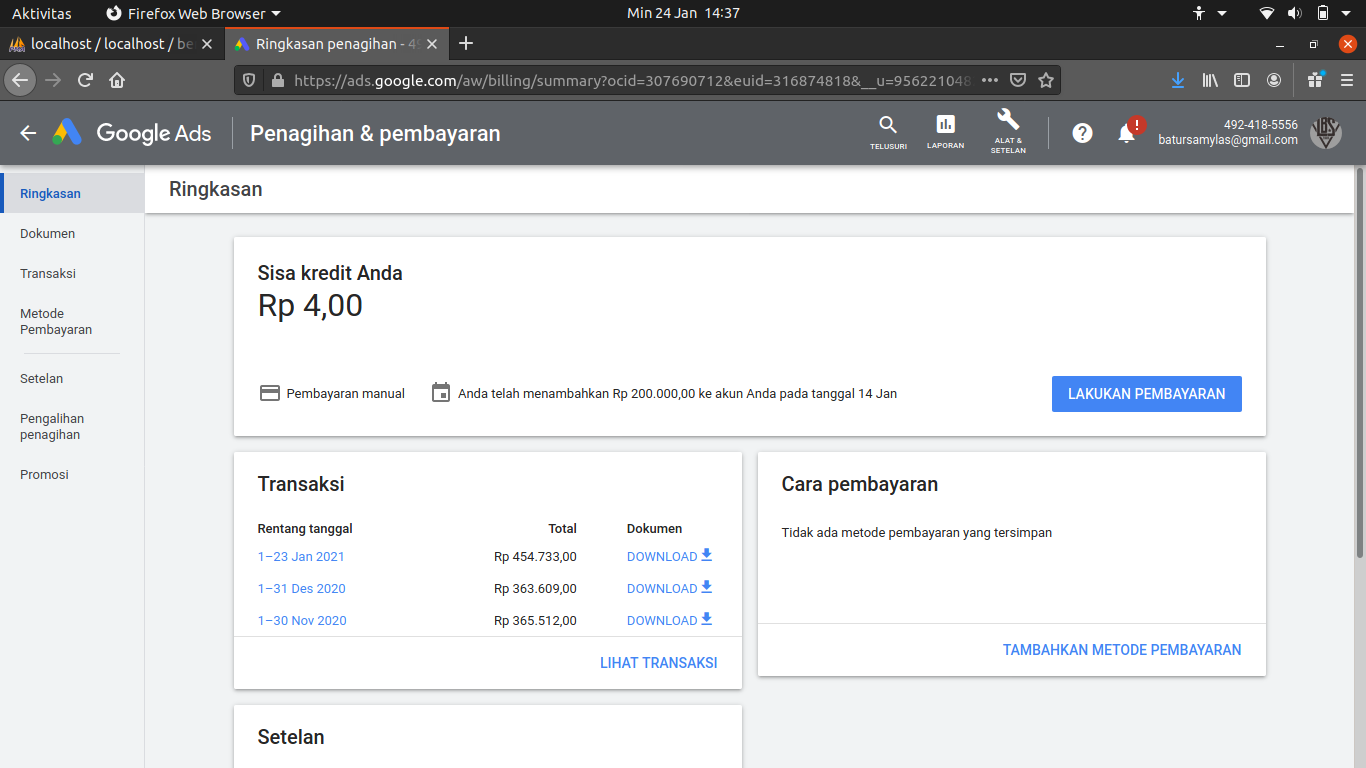 Aktivitas
Firefox Web Browser
Min 24 Jan 14:37
localhost / localhost / be
Ringkasan penagihan - 49
https://ads.google.com/aw/billing/summary?ocid=307690712&euid=316874818&__u=956221048
Google Ads
Penagihan & pembayaran
TELUSURI
LAPORAN
ALAT &
SETELAN
492-418-5556
batursamylas@gmail.com
Ringkasan
Dokumen
Transaksi
Metode
Pembayaran
Setelan
Pengalihan
penagihan
Promosi
Ringkasan
Sisa kredit Anda
Rp 4,00
Pembayaran manual
Anda telah menambahkan Rp 200.000,00 ke akun Anda pada tanggal 14 Jan
LAKUKAN PEMBAYARAN
Transaksi
Rentang tanggal Total Dokumen
1–23 Jan 2021 Rp 454.733,00 DOWNLOAD
1–31 Des 2020 Rp 363.609,00 DOWNLOAD
1–30 Nov 2020 Rp 365.512,00 DOWNLOAD
LIHAT TRANSAKSI
Cara pembayaran
Tidak ada metode pembayaran yang tersimpan
TAMBAHKAN METODE PEMBAYARAN
Setelan